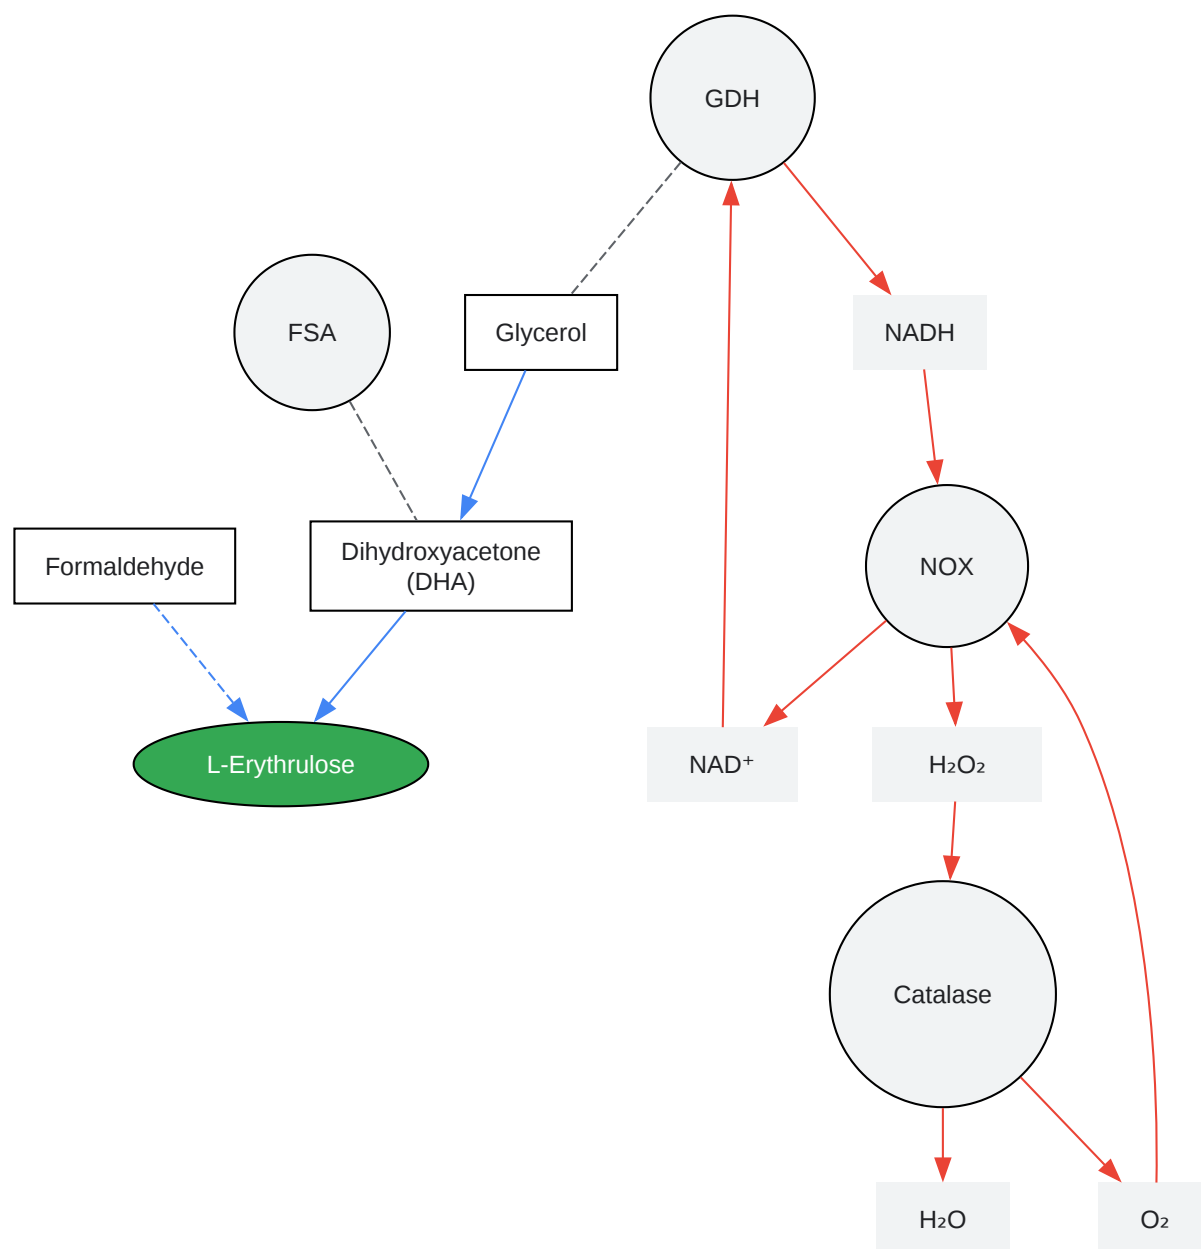 GDH
FSA
Glycerol
NADH
Formaldehyde
Dihydroxyacetone
(DHA)
NOX
L-Erythrulose
NAD⁺
H₂O₂
Catalase
H₂O
O₂